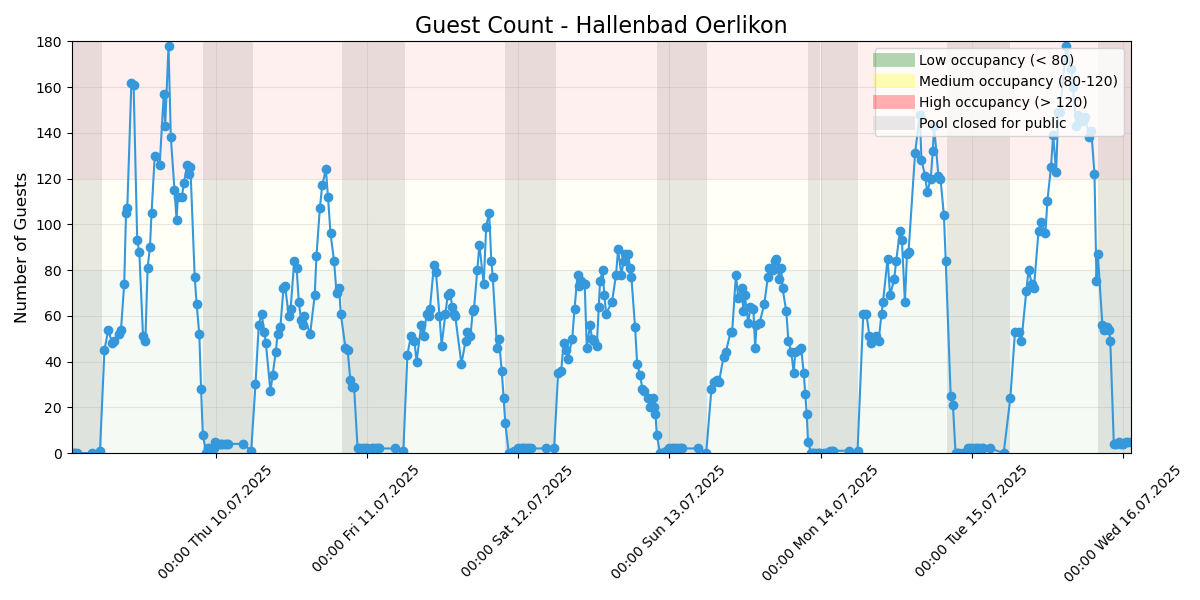 Guest Count - Hallenbad Oerlikon
Low occupancy (< 80)
Medium occupancy (80-120)
High occupancy (> 120)
Pool closed for public
Number of Guests
180
160
140
120
100
80
60
40
20
0
00:00 Thu 10.07.2025
00:00 Fri 11.07.2025
00:00 Sat 12.07.2025
00:00 Sun 13.07.2025
00:00 Mon 14.07.2025
00:00 Tue 15.07.2025
00:00 Wed 16.07.2025